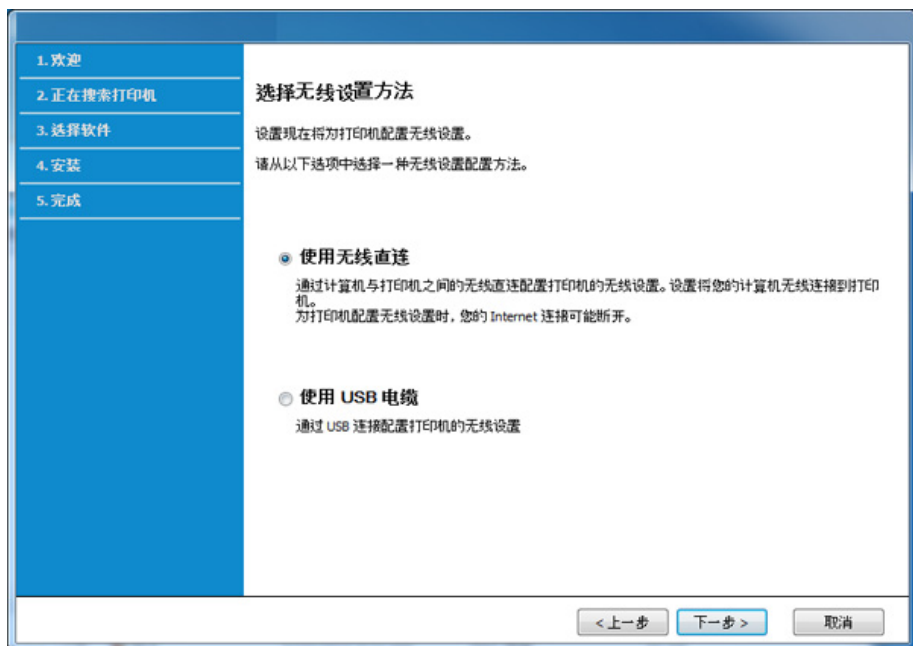 1. 欢迎
2. 正在搜索打印机
3. 选择软件
4. 安装
5. 完成
选择无线设置方法
设置现在将为打印机配置无线设置。
请从以下选项中选择一种无线设置配置方法。
使用无线直连
通过计算机与打印机之间的无线直连配置打印机的无线设置。设置将您的计算机无线连接到打印
机。
为打印机配置无线设置时，您的 Internet 连接可能断开。
使用 USB 电缆
通过 USB 连接配置打印机的无线设置
< 上一步
下一步 >
取消